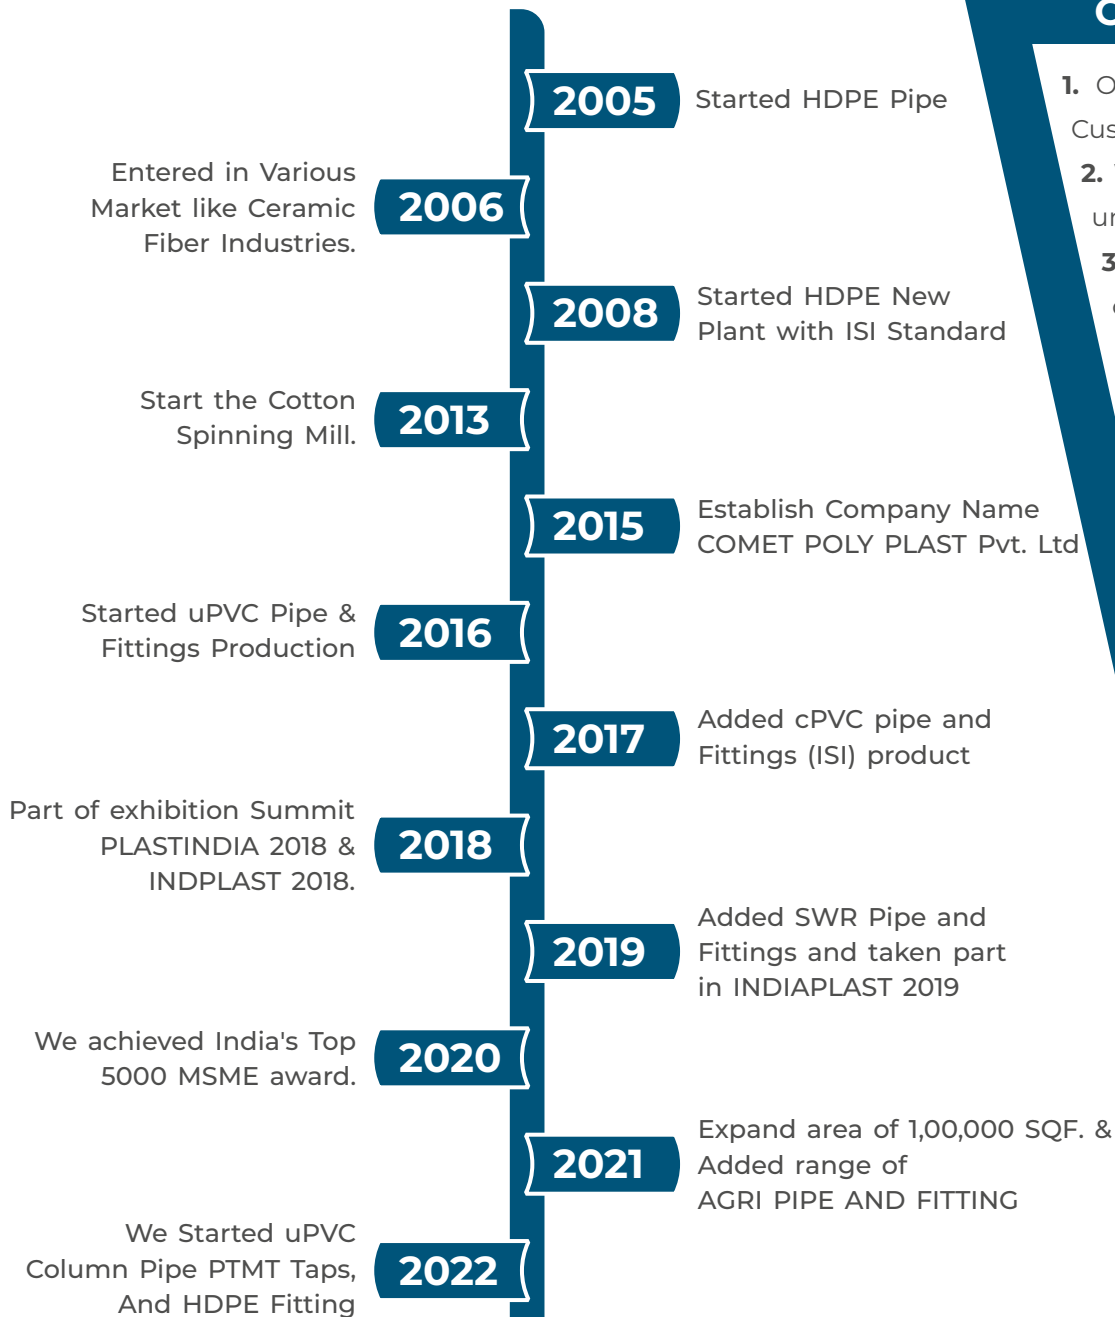 2005
Started HDPE Pipe
Entered in Various
Market like Ceramic
Fiber Industries.
2006
2008
Started HDPE New
Plant with ISI Standard
Start the Cotton
Spinning Mill.
2013
2015
Establish Company Name
COMET POLY PLAST Pvt. Ltd
Started uPVC Pipe &
Fittings Production
2016
2017
Added cPVC pipe and
Fittings (ISI) product
Part of exhibition Summit
PLASTINDIA 2018 &
INDPLAST 2018.
2018
2019
Added SWR Pipe and
Fittings and taken part
in INDIAPLAST 2019
We achieved India's Top
5000 MSME award.
2020
2021
Expand area of 1,00,000 SQF. &
Added range of
AGRI PIPE AND FITTING
We Started uPVC
Column Pipe PTMT Taps,
And HDPE Fitting
2022
1.
2.